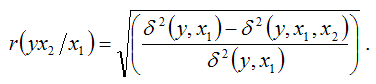 r(yx₂ / x₁) = √((δ²(y, x₁) − δ²(y, x₁, x₂)) / δ²(y, x₁)) .